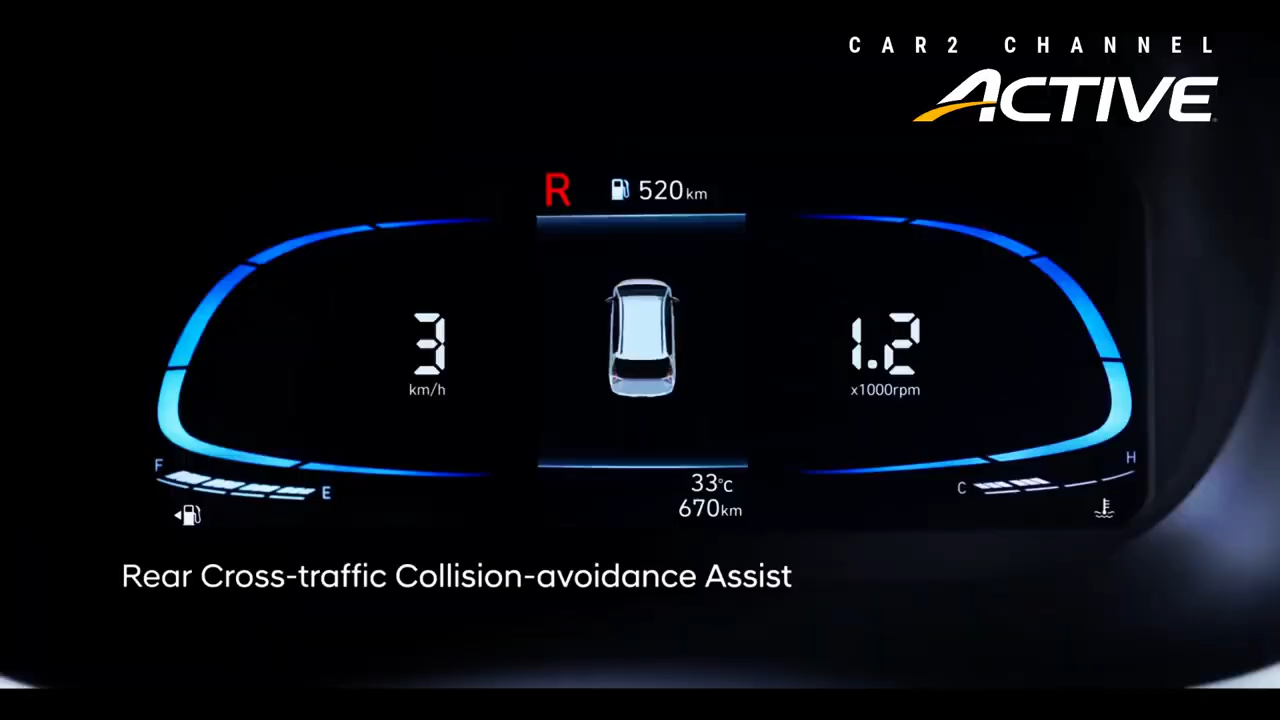 CAR2 CHANNEL
ACTIVE
R 520km
3 1.2
km/h x1000rpm
F E
C H
33°c
670km
Rear Cross-traffic Collision-avoidance Assist